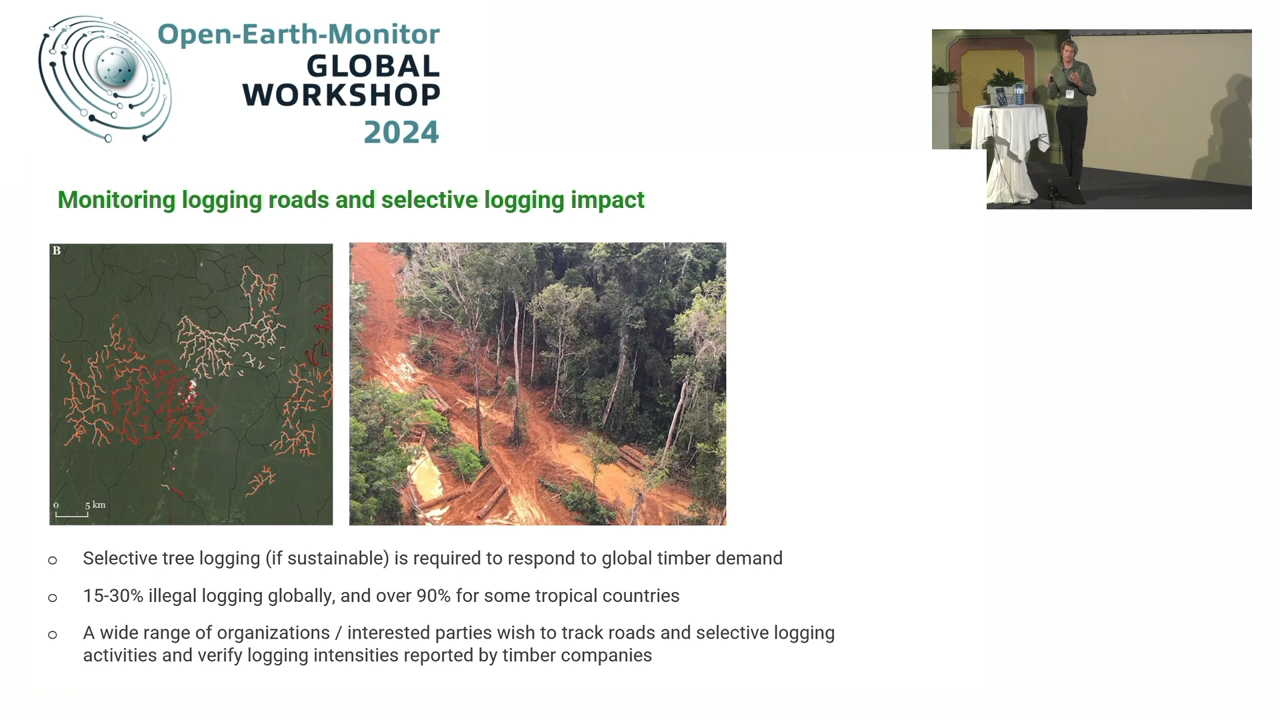 Open-Earth-Monitor
GLOBAL
WORKSHOP
2024
Monitoring logging roads and selective logging impact
B
0 5 km
o Selective tree logging (if sustainable) is required to respond to global timber demand
o 15-30% illegal logging globally, and over 90% for some tropical countries
o A wide range of organizations / interested parties wish to track roads and selective logging
activities and verify logging intensities reported by timber companies